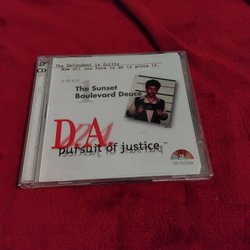 The Defendant is Guilty.
Now all you have to do is prove it.
The Sunset
Boulevard Deuce
D.A.
pursuit of justice